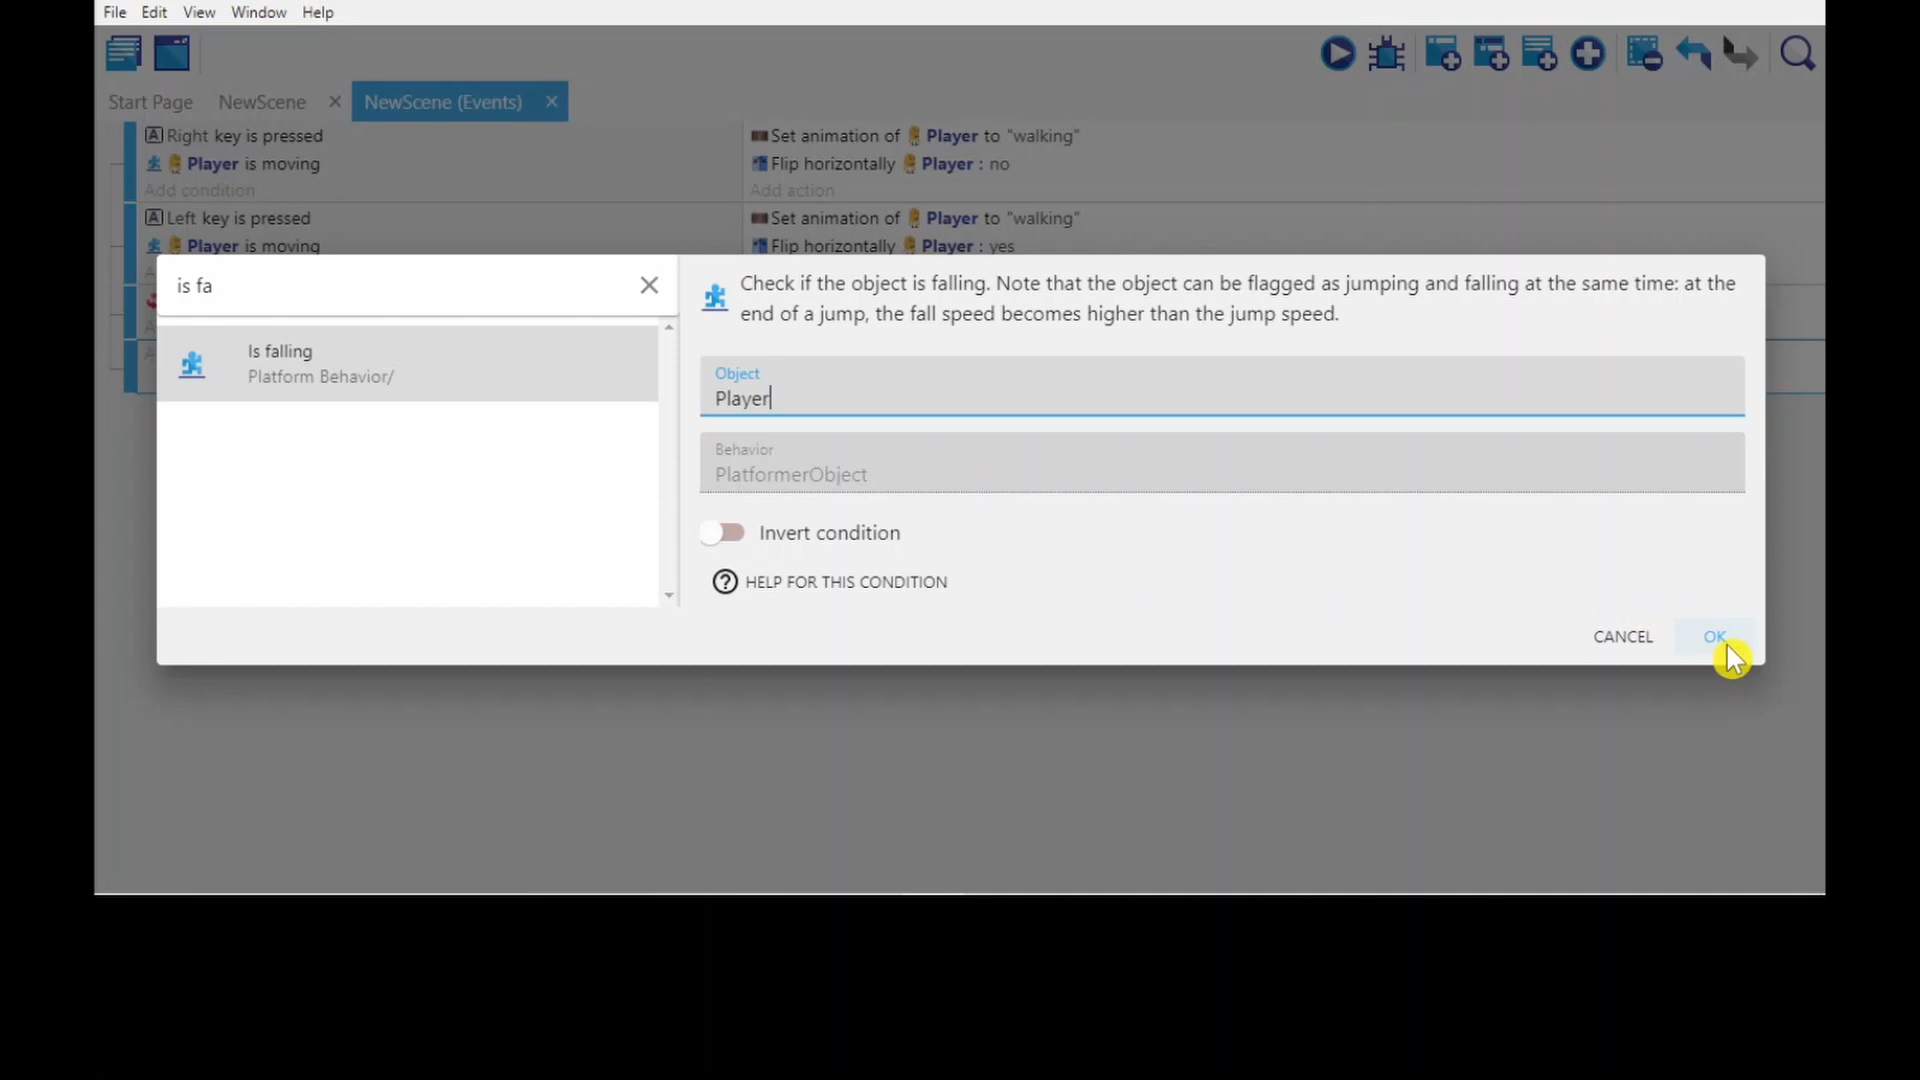 File Edit View Window Help
Start Page NewScene × NewScene (Events) ×
A Right key is pressed
Set animation of Player to "walking"
Player is moving
Flip horizontally Player : no
Add condition
Add action
A Left key is pressed
Set animation of Player to "walking"
Player is moving
Flip horizontally Player : yes
is fa
Check if the object is falling. Note that the object can be flagged as jumping and falling at the same time: at the
end of a jump, the fall speed becomes higher than the jump speed.
Is falling
Platform Behavior/
Object
Player
Behavior
PlatformerObject
Invert condition
? HELP FOR THIS CONDITION
CANCEL OK